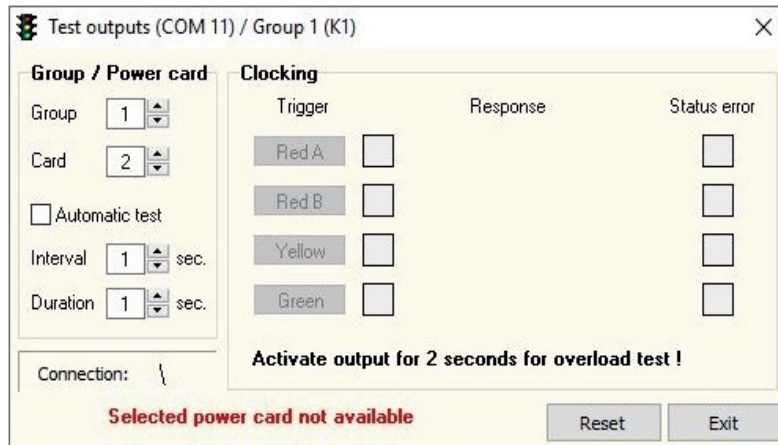 Test outputs (COM 11) / Group 1 (K1)
Group / Power card
Group 1
Card 2
Automatic test
Interval 1 sec.
Duration 1 sec.
Connection: \
Clocking
Trigger Response Status error
Red A
Red B
Yellow
Green
Activate output for 2 seconds for overload test !
Selected power card not available
Reset Exit